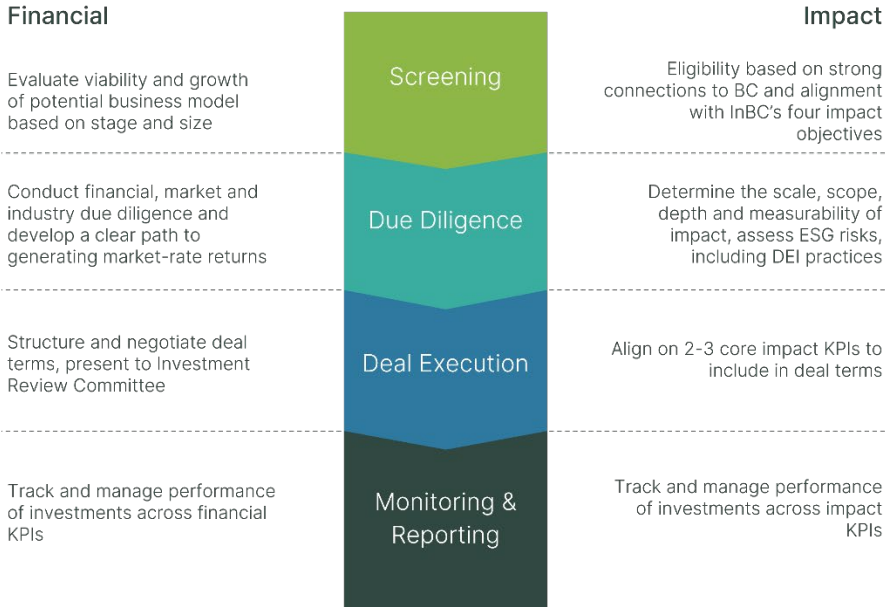 Financial
Impact
Evaluate viability and growth
of potential business model
based on stage and size
Screening
Eligibility based on strong
connections to BC and alignment
with InBC's four impact
objectives
Conduct financial, market and
industry due diligence and
develop a clear path to
generating market-rate returns
Due Diligence
Determine the scale, scope,
depth and measurability of
impact, assess ESG risks,
including DEI practices
Structure and negotiate deal
terms, present to Investment
Review Committee
Deal Execution
Align on 2-3 core impact KPIs to
include in deal terms
Track and manage performance
of investments across financial
KPIs
Monitoring &
Reporting
Track and manage performance
of investments across impact
KPIs